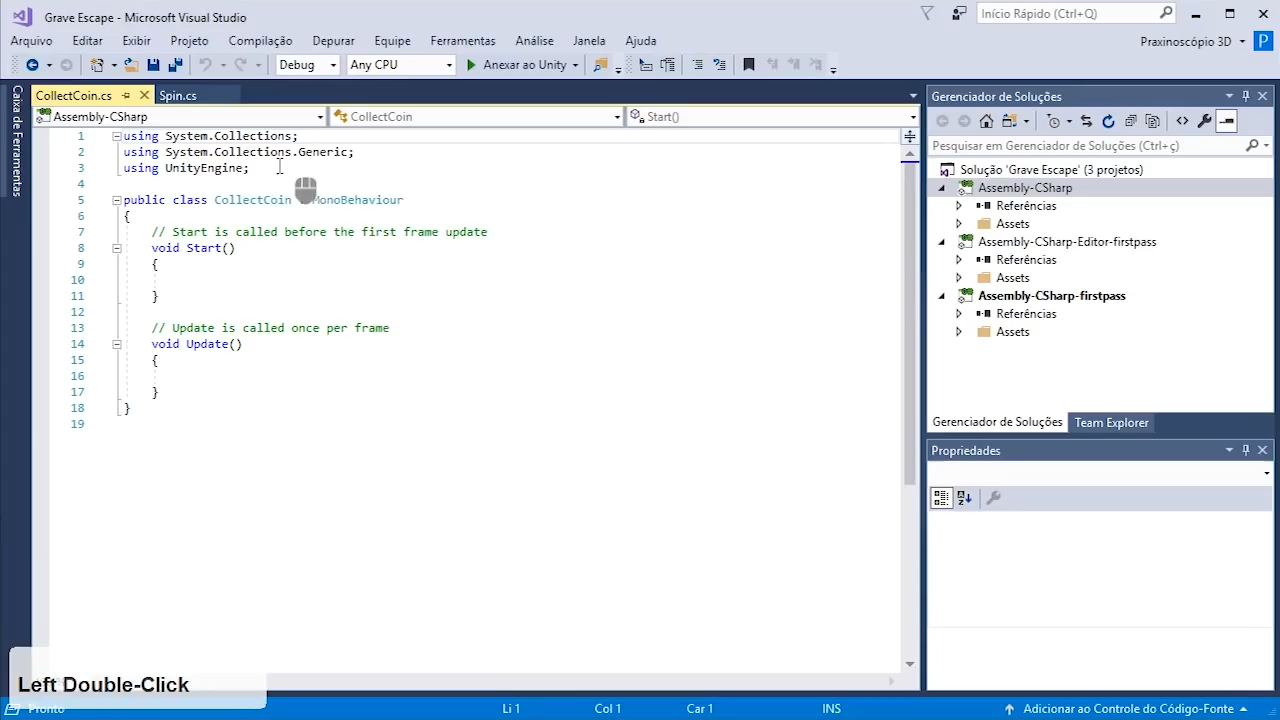 Grave Escape - Microsoft Visual Studio
Início Rápido (Ctrl+Q)
Arquivo Editar Exibir Projeto Compilação Depurar Equipe Ferramentas Análise Janela Ajuda
Praxinoscópio 3D P
Debug Any CPU Anexar ao Unity
Caixa de Ferramentas
CollectCoin.cs Spin.cs
Assembly-CSharp CollectCoin Start()
1 using System.Collections;
2 using System.Collections.Generic;
3 using UnityEngine;
4
5 public class CollectCoin MonoBehaviour
6 {
7 // Start is called before the first frame update
8 void Start()
9 {
10
11 }
12
13 // Update is called once per frame
14 void Update()
15 {
16
17 }
18 }
19
Gerenciador de Soluções
Pesquisar em Gerenciador de Soluções (Ctrl+ç)
Solução 'Grave Escape' (3 projetos)
Assembly-CSharp
Referências
Assets
Assembly-CSharp-Editor-firstpass
Referências
Assets
Assembly-CSharp-firstpass
Referências
Assets
Gerenciador de Soluções Team Explorer
Propriedades
Left Double-Click
Pronto Li 1 Col 1 Car 1 INS Adicionar ao Controle do Código-Fonte